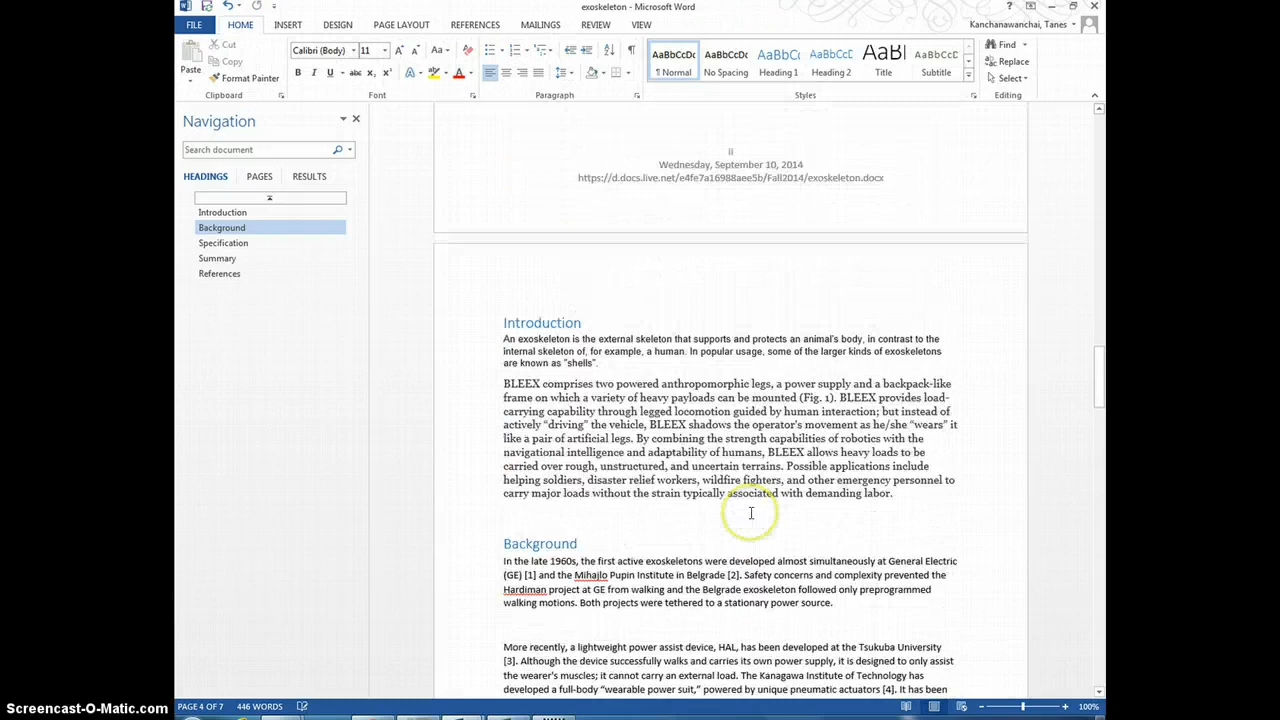 exoskeleton - Microsoft Word
FILE HOME INSERT DESIGN PAGE LAYOUT REFERENCES MAILINGS REVIEW VIEW Kanchanawanchai, Tanes
Paste Cut Copy Format Painter
Calibri (Body) 11 Aa
B I U abc x₂ x² A A
AaBbCcDc AaBbCcDc AaBbCc AaBbCcC AaBl AaBbCcC
¶ Normal No Spacing Heading 1 Heading 2 Title Subtitle
Find Replace Select
Clipboard Font Paragraph Styles Editing
Navigation
Search document
HEADINGS PAGES RESULTS
Introduction
Background
Specification
Summary
References
ii
Wednesday, September 10, 2014
https://d.docs.live.net/e4fe7a16988aee5b/Fall2014/exoskeleton.docx
Introduction
An exoskeleton is the external skeleton that supports and protects an animal's body, in contrast to the
internal skeleton of, for example, a human. In popular usage, some of the larger kinds of exoskeletons
are known as "shells".
BLEEX comprises two powered anthropomorphic legs, a power supply and a backpack-like
frame on which a variety of heavy payloads can be mounted (Fig. 1). BLEEX provides load-
carrying capability through legged locomotion guided by human interaction; but instead of
actively “driving” the vehicle, BLEEX shadows the operator's movement as he/she “wears” it
like a pair of artificial legs. By combining the strength capabilities of robotics with the
navigational intelligence and adaptability of humans, BLEEX allows heavy loads to be
carried over rough, unstructured, and uncertain terrains. Possible applications include
helping soldiers, disaster relief workers, wildfire fighters, and other emergency personnel to
carry major loads without the strain typically associated with demanding labor.
Background
In the late 1960s, the first active exoskeletons were developed almost simultaneously at General Electric
(GE) [1] and the Mihajlo Pupin Institute in Belgrade [2]. Safety concerns and complexity prevented the
Hardiman project at GE from walking and the Belgrade exoskeleton followed only preprogrammed
walking motions. Both projects were tethered to a stationary power source.
More recently, a lightweight power assist device, HAL, has been developed at the Tsukuba University
[3]. Although the device successfully walks and carries its own power supply, it is designed to only assist
the wearer's muscles; it cannot carry an external load. The Kanagawa Institute of Technology has
developed a full-body “wearable power suit,” powered by unique pneumatic actuators [4]. It has been
PAGE 4 OF 7 446 WORDS 100%
Screencast-O-Matic.com